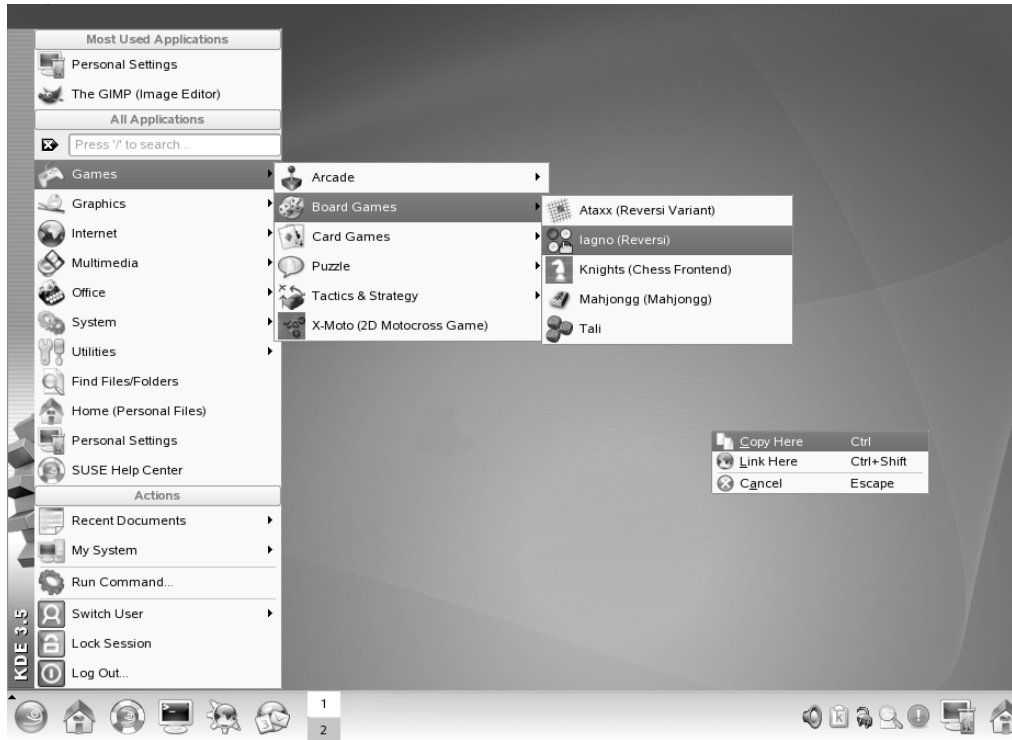 Most Used Applications
Personal Settings
The GIMP (Image Editor)
All Applications
Press '/' to search...
Games
Graphics
Internet
Multimedia
Office
System
Utilities
Find Files/Folders
Home (Personal Files)
Personal Settings
SUSE Help Center
Actions
Recent Documents
My System
Run Command...
Switch User
Lock Session
Log Out...
KDE 3.5
Arcade
Board Games
Card Games
Puzzle
Tactics & Strategy
X-Moto (2D Motocross Game)
Ataxx (Reversi Variant)
Iagno (Reversi)
Knights (Chess Frontend)
Mahjongg (Mahjongg)
Tali
Copy Here Ctrl
Link Here Ctrl+Shift
Cancel Escape
1
2